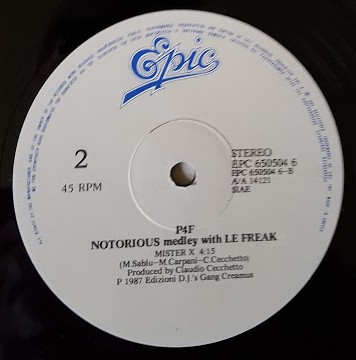 Epic
2
45 RPM
STEREO
EPC 650504 6
EPC 650504 6-B
A/A 14121
SIAE
P4F
NOTORIOUS medley with LE FREAK
MISTER X 4:15
(M.Sablu-M.Carpani-C.Cecchetto)
Produced by Claudio Cecchetto
P 1987 Edizioni D.J.'s Gang Creamus